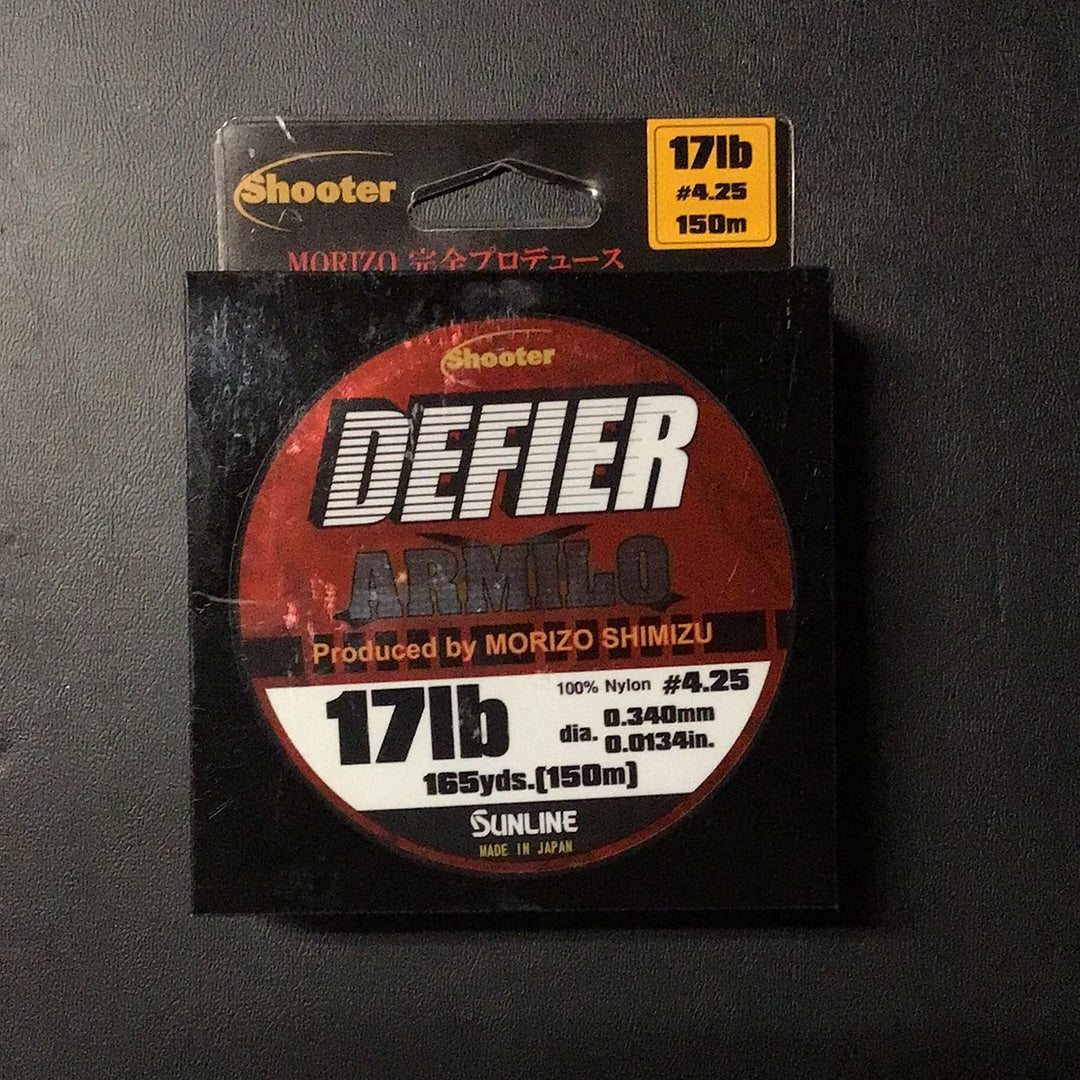 Shooter
17lb
#4.25
150m
MORIZO 完全プロデュース
Shooter
DEFIER
ARMILO
Produced by MORIZO SHIMIZU
17lb
100% Nylon #4.25
dia. 0.340mm
0.0134in.
165yds.(150m)
SUNLINE
MADE IN JAPAN